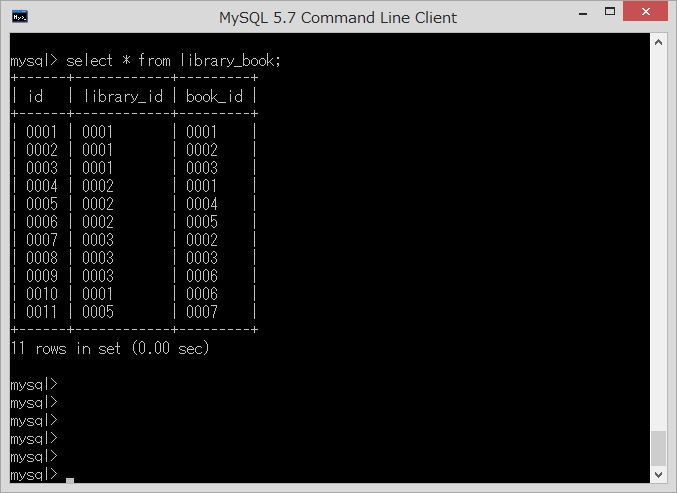 MySQL 5.7 Command Line Client
mysql> select * from library_book;
+------+------------+---------+
| id   | library_id | book_id |
+------+------------+---------+
| 0001 | 0001       | 0001    |
| 0002 | 0001       | 0002    |
| 0003 | 0001       | 0003    |
| 0004 | 0002       | 0001    |
| 0005 | 0002       | 0004    |
| 0006 | 0002       | 0005    |
| 0007 | 0003       | 0002    |
| 0008 | 0003       | 0003    |
| 0009 | 0003       | 0006    |
| 0010 | 0001       | 0006    |
| 0011 | 0005       | 0007    |
+------+------------+---------+
11 rows in set (0.00 sec)
mysql>
mysql>
mysql>
mysql>
mysql>
mysql>